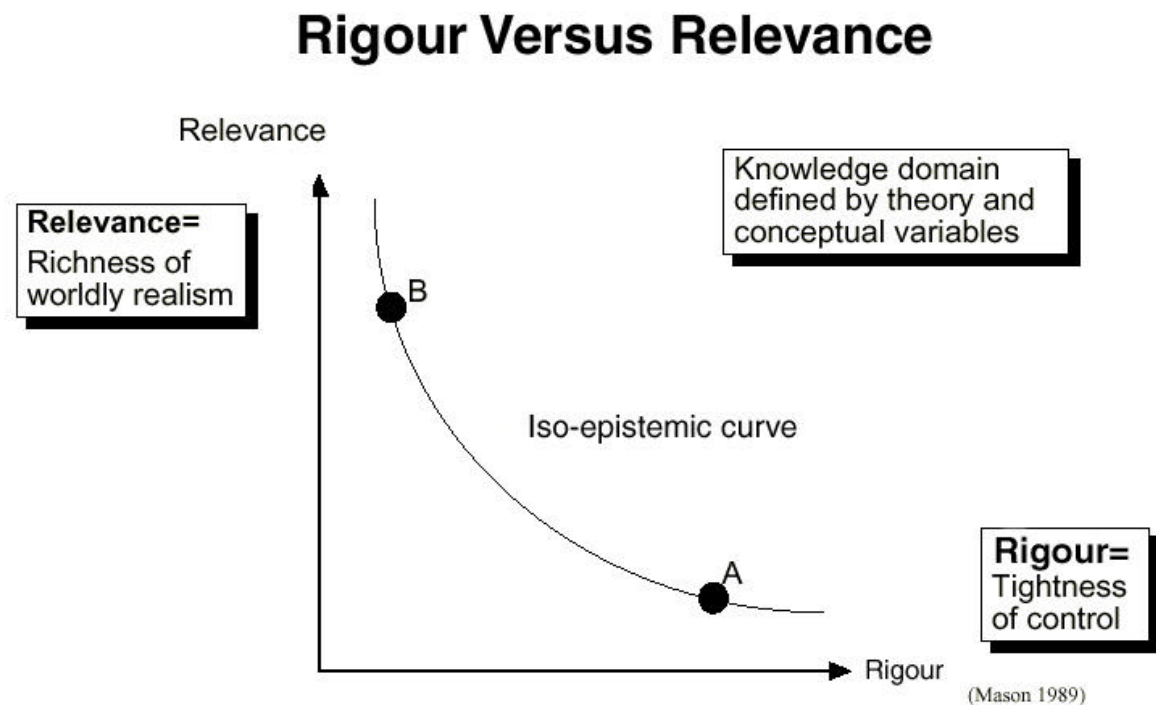 Rigour Versus Relevance
Relevance
Knowledge domain
defined by theory and
conceptual variables
Relevance=
Richness of
worldly realism
B
Iso-epistemic curve
A
Rigour=
Tightness
of control
Rigour
(Mason 1989)